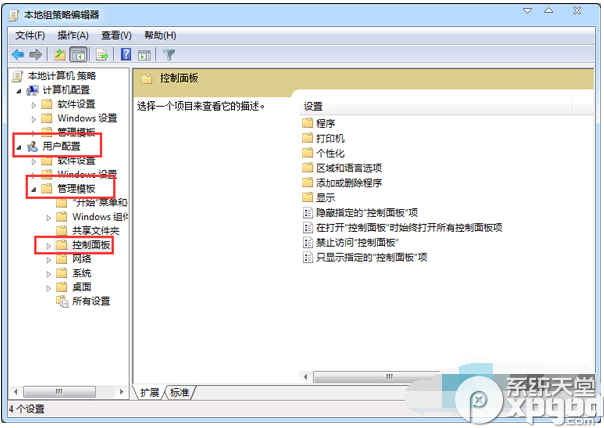 本地组策略编辑器
文件(F) 操作(A) 查看(V) 帮助(H)
本地计算机 策略
计算机配置
软件设置
Windows 设置
管理模板
用户配置
软件设置
Windows 设置
管理模板
"开始"菜单和
Windows 组件
共享文件夹
控制面板
网络
系统
桌面
所有设置
控制面板
选择一个项目来查看它的描述。
设置
程序
打印机
个性化
区域和语言选项
添加或删除程序
显示
隐藏指定的"控制面板"项
在打开"控制面板"时始终打开所有控制面板项
禁止访问"控制面板"
只显示指定的"控制面板"项
扩展 标准
4 个设置
系统天堂